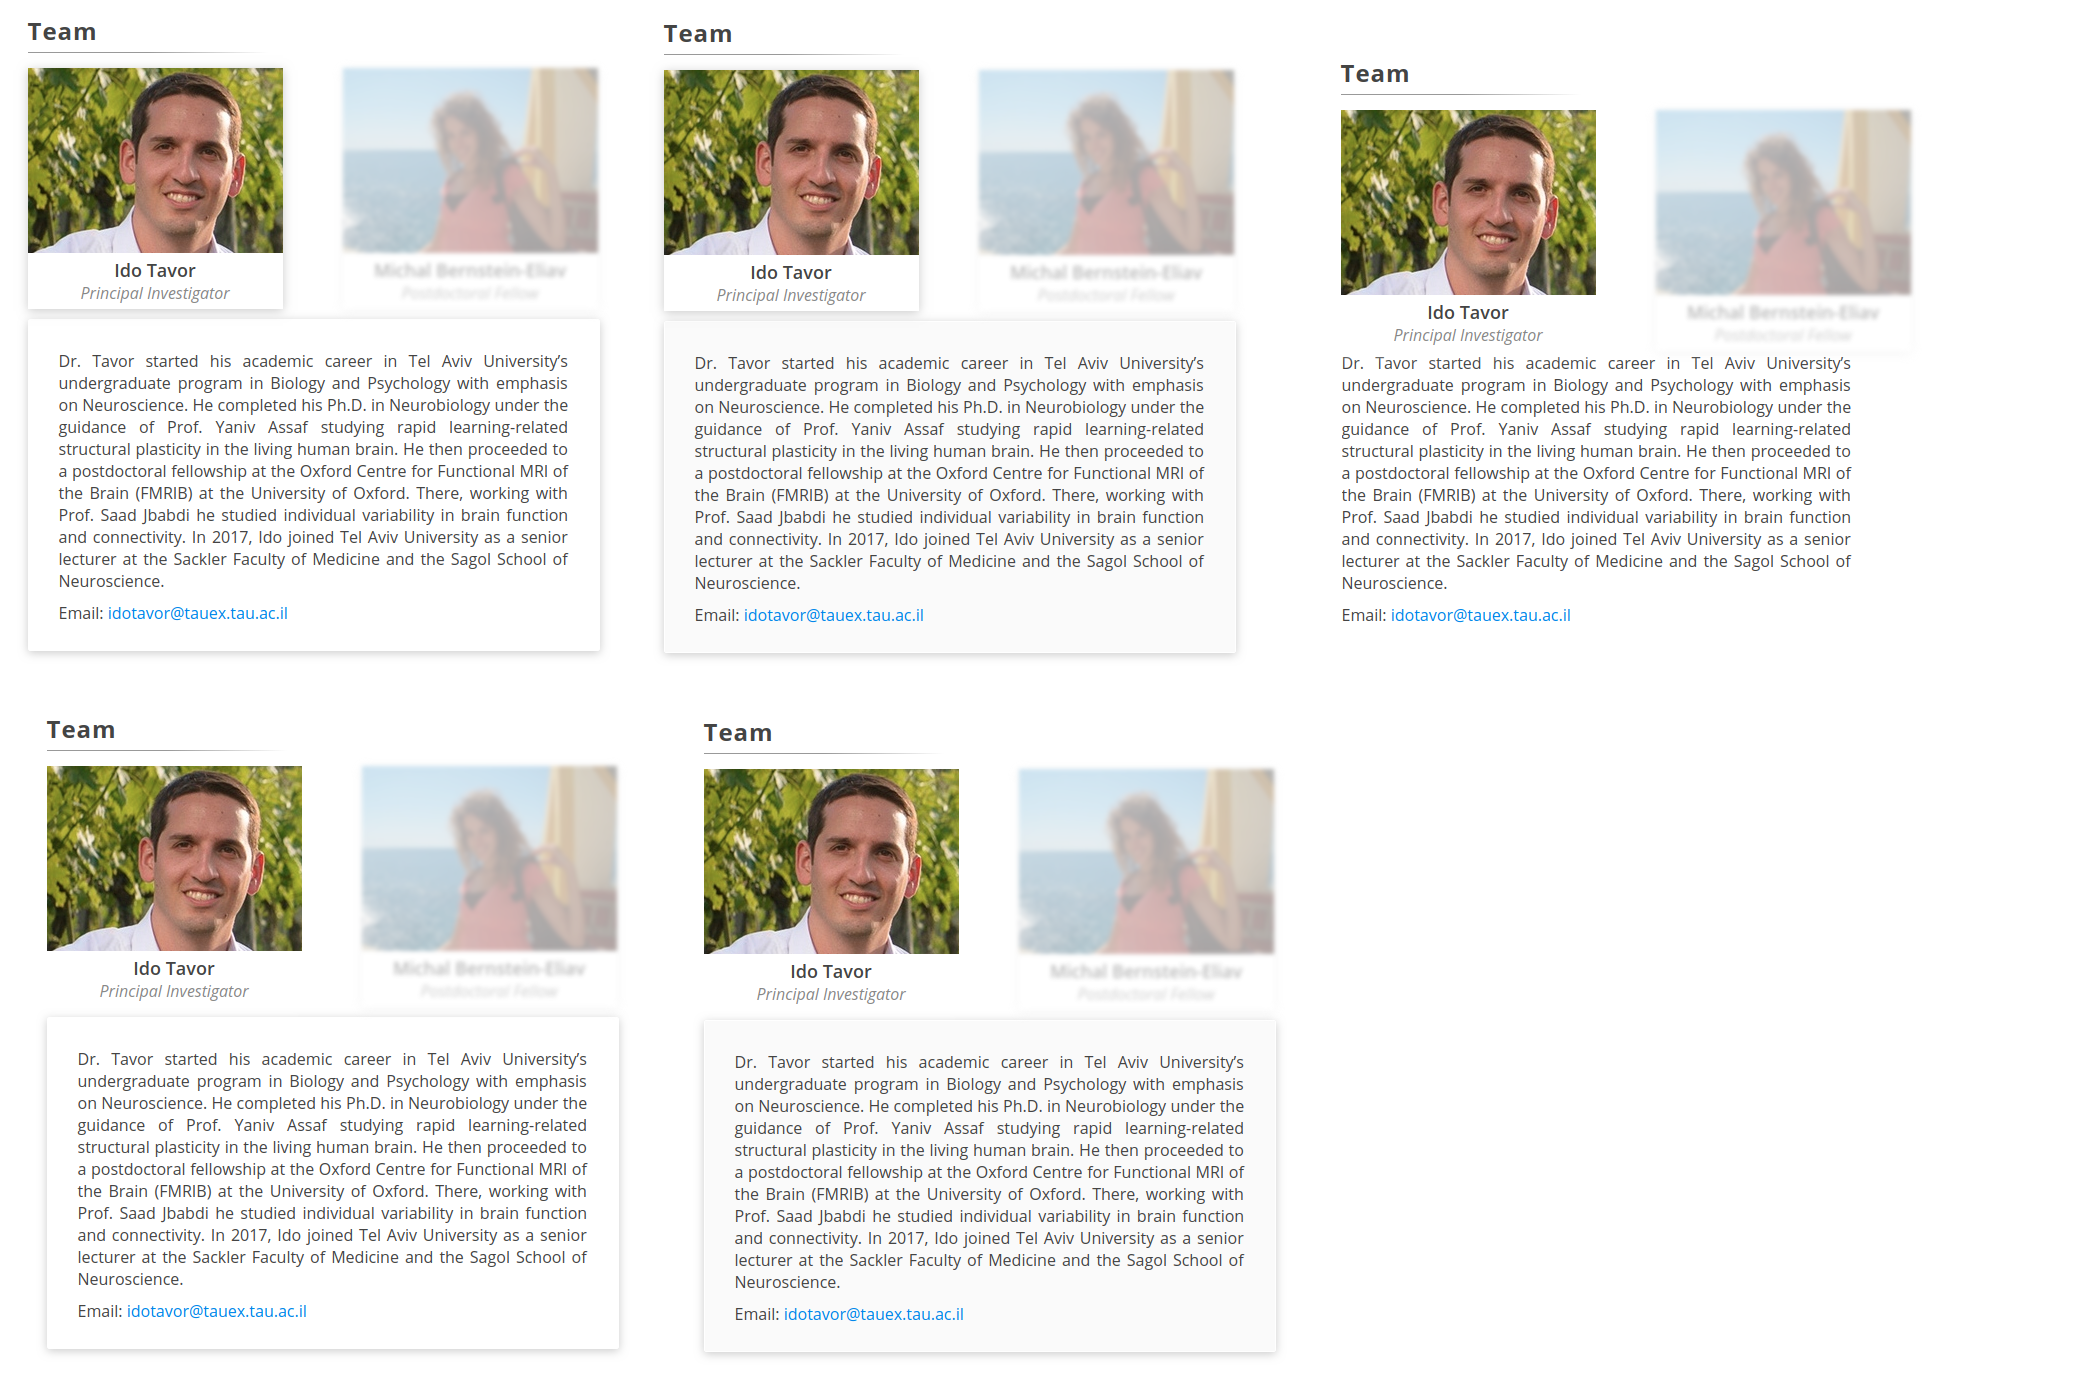 Team
Ido Tavor
Principal Investigator
Michal Bernstein-Eliav
Postdoctoral Fellow
Dr. Tavor started his academic career in Tel Aviv University’s
undergraduate program in Biology and Psychology with emphasis
on Neuroscience. He completed his Ph.D. in Neurobiology under the
guidance of Prof. Yaniv Assaf studying rapid learning-related
structural plasticity in the living human brain. He then proceeded to
a postdoctoral fellowship at the Oxford Centre for Functional MRI of
the Brain (FMRIB) at the University of Oxford. There, working with
Prof. Saad Jbabdi he studied individual variability in brain function
and connectivity. In 2017, Ido joined Tel Aviv University as a senior
lecturer at the Sackler Faculty of Medicine and the Sagol School of
Neuroscience.
Email: idotavor@tauex.tau.ac.il
Team
Ido Tavor
Principal Investigator
Michal Bernstein-Eliav
Postdoctoral Fellow
Dr. Tavor started his academic career in Tel Aviv University’s
undergraduate program in Biology and Psychology with emphasis
on Neuroscience. He completed his Ph.D. in Neurobiology under the
guidance of Prof. Yaniv Assaf studying rapid learning-related
structural plasticity in the living human brain. He then proceeded to
a postdoctoral fellowship at the Oxford Centre for Functional MRI of
the Brain (FMRIB) at the University of Oxford. There, working with
Prof. Saad Jbabdi he studied individual variability in brain function
and connectivity. In 2017, Ido joined Tel Aviv University as a senior
lecturer at the Sackler Faculty of Medicine and the Sagol School of
Neuroscience.
Email: idotavor@tauex.tau.ac.il
Team
Ido Tavor
Principal Investigator
Michal Bernstein-Eliav
Postdoctoral Fellow
Dr. Tavor started his academic career in Tel Aviv University’s
undergraduate program in Biology and Psychology with emphasis
on Neuroscience. He completed his Ph.D. in Neurobiology under the
guidance of Prof. Yaniv Assaf studying rapid learning-related
structural plasticity in the living human brain. He then proceeded to
a postdoctoral fellowship at the Oxford Centre for Functional MRI of
the Brain (FMRIB) at the University of Oxford. There, working with
Prof. Saad Jbabdi he studied individual variability in brain function
and connectivity. In 2017, Ido joined Tel Aviv University as a senior
lecturer at the Sackler Faculty of Medicine and the Sagol School of
Neuroscience.
Email: idotavor@tauex.tau.ac.il
Team
Ido Tavor
Principal Investigator
Michal Bernstein-Eliav
Postdoctoral Fellow
Dr. Tavor started his academic career in Tel Aviv University’s
undergraduate program in Biology and Psychology with emphasis
on Neuroscience. He completed his Ph.D. in Neurobiology under the
guidance of Prof. Yaniv Assaf studying rapid learning-related
structural plasticity in the living human brain. He then proceeded to
a postdoctoral fellowship at the Oxford Centre for Functional MRI of
the Brain (FMRIB) at the University of Oxford. There, working with
Prof. Saad Jbabdi he studied individual variability in brain function
and connectivity. In 2017, Ido joined Tel Aviv University as a senior
lecturer at the Sackler Faculty of Medicine and the Sagol School of
Neuroscience.
Email: idotavor@tauex.tau.ac.il
Team
Ido Tavor
Principal Investigator
Michal Bernstein-Eliav
Postdoctoral Fellow
Dr. Tavor started his academic career in Tel Aviv University’s
undergraduate program in Biology and Psychology with emphasis
on Neuroscience. He completed his Ph.D. in Neurobiology under the
guidance of Prof. Yaniv Assaf studying rapid learning-related
structural plasticity in the living human brain. He then proceeded to
a postdoctoral fellowship at the Oxford Centre for Functional MRI of
the Brain (FMRIB) at the University of Oxford. There, working with
Prof. Saad Jbabdi he studied individual variability in brain function
and connectivity. In 2017, Ido joined Tel Aviv University as a senior
lecturer at the Sackler Faculty of Medicine and the Sagol School of
Neuroscience.
Email: idotavor@tauex.tau.ac.il